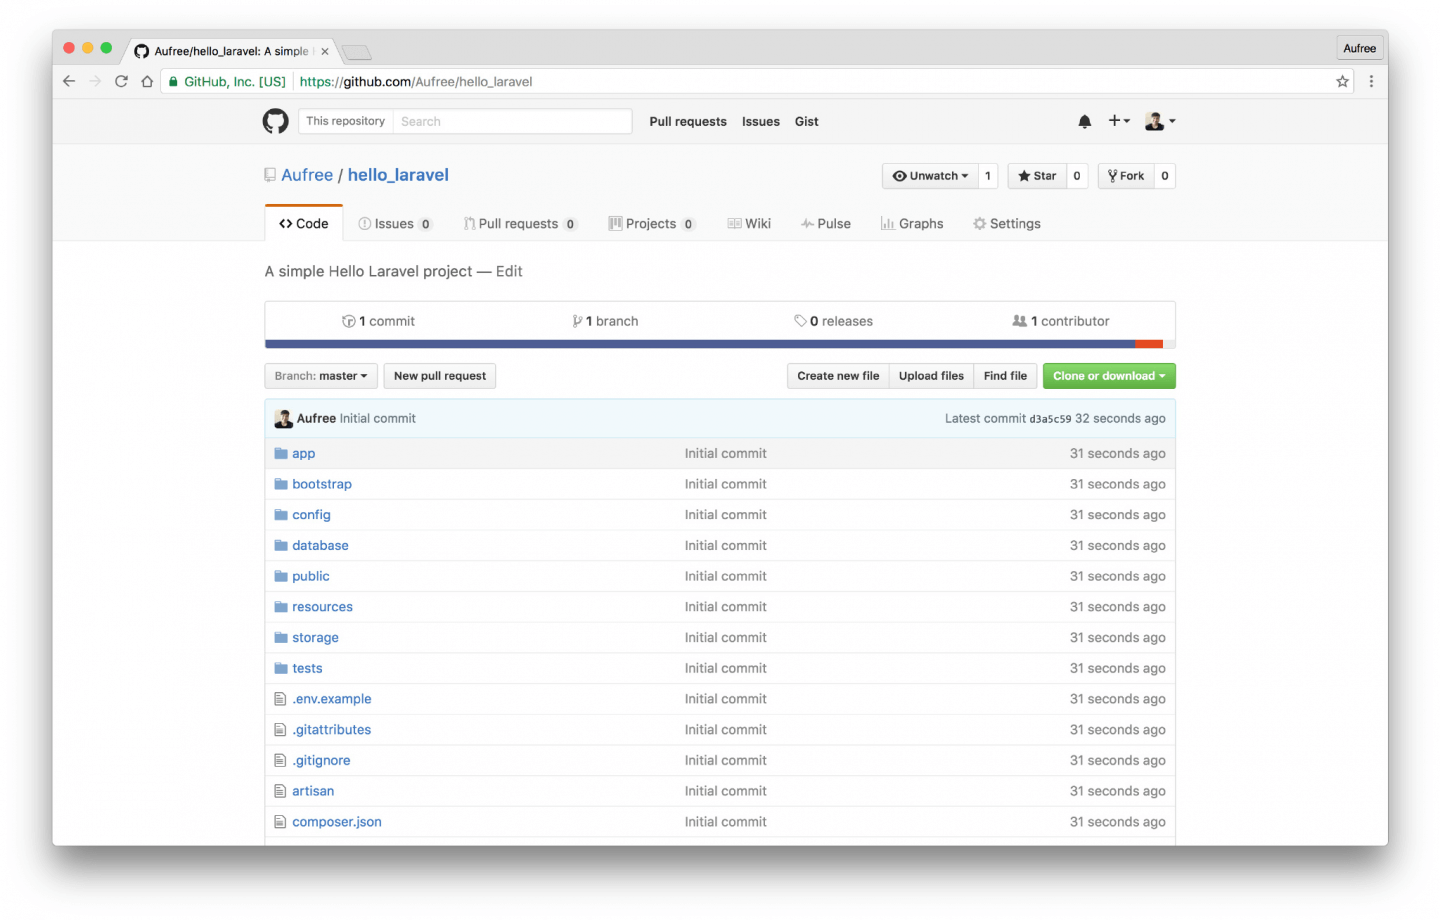 Aufree/hello_laravel: A simple
Aufree
GitHub, Inc. [US] https://github.com/Aufree/hello_laravel
This repository Search Pull requests Issues Gist
Aufree / hello_laravel Unwatch 1 Star 0 Fork 0
Code Issues 0 Pull requests 0 Projects 0 Wiki Pulse Graphs Settings
A simple Hello Laravel project — Edit
1 commit 1 branch 0 releases 1 contributor
Branch: master New pull request Create new file Upload files Find file Clone or download
Aufree Initial commit Latest commit d3a5c59 32 seconds ago
app Initial commit 31 seconds ago
bootstrap Initial commit 31 seconds ago
config Initial commit 31 seconds ago
database Initial commit 31 seconds ago
public Initial commit 31 seconds ago
resources Initial commit 31 seconds ago
storage Initial commit 31 seconds ago
tests Initial commit 31 seconds ago
.env.example Initial commit 31 seconds ago
.gitattributes Initial commit 31 seconds ago
.gitignore Initial commit 31 seconds ago
artisan Initial commit 31 seconds ago
composer.json Initial commit 31 seconds ago